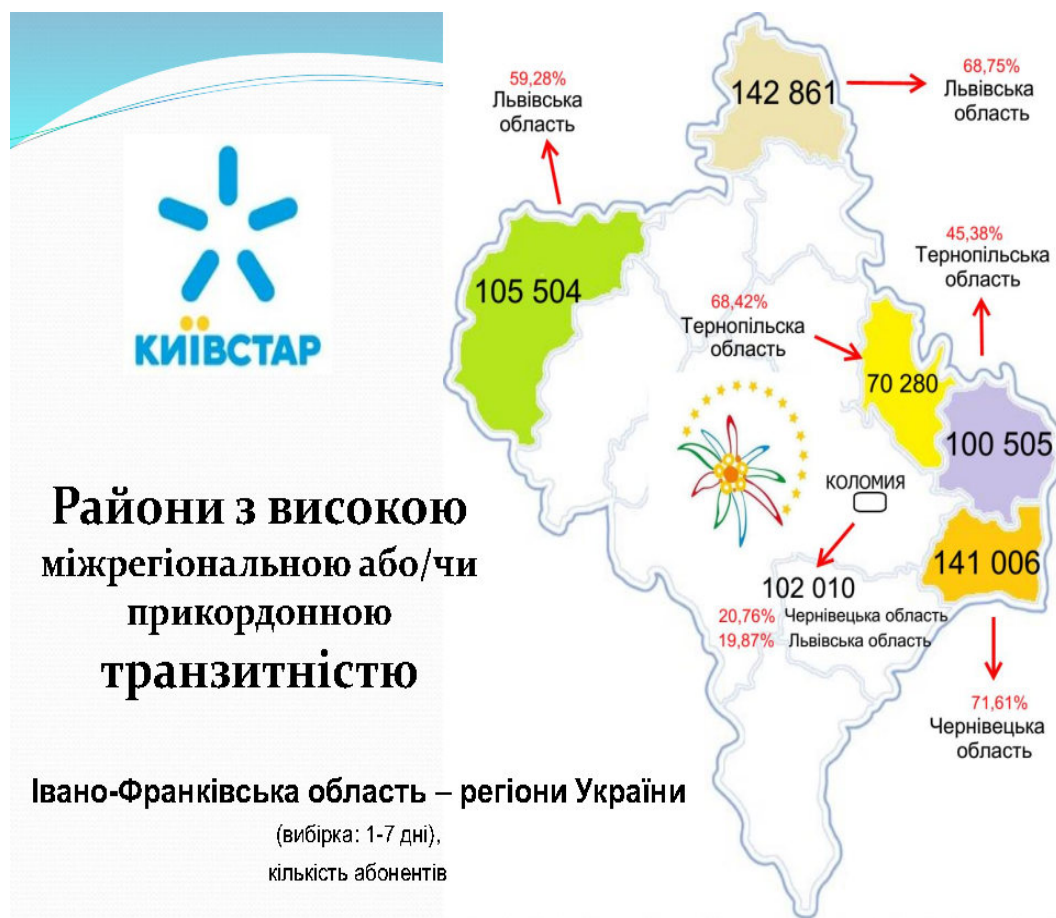 КИЇВСТАР
Райони з високою
міжрегіональною або/чи
прикордонною
транзитністю
Івано-Франківська область – регіони України
(вибірка: 1-7 дні),
кількість абонентів
59,28%
Львівська
область
142 861
68,75%
Львівська
область
105 504
45,38%
Тернопільська
область
68,42%
Тернопільска
область
70 280
100 505
КОЛОМИЯ
102 010
20,76% Чернівецька область
19,87% Львівська область
141 006
71,61%
Чернівецька
область